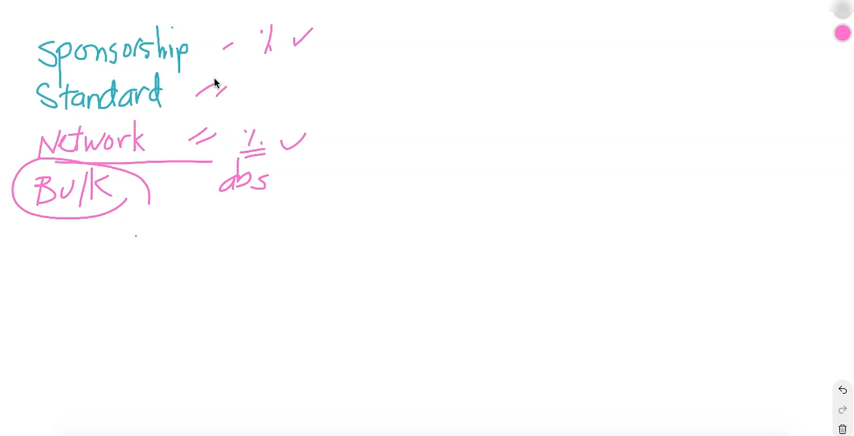 Sponsorship - % ✓
Standard
Network = % ✓
Bulk abs